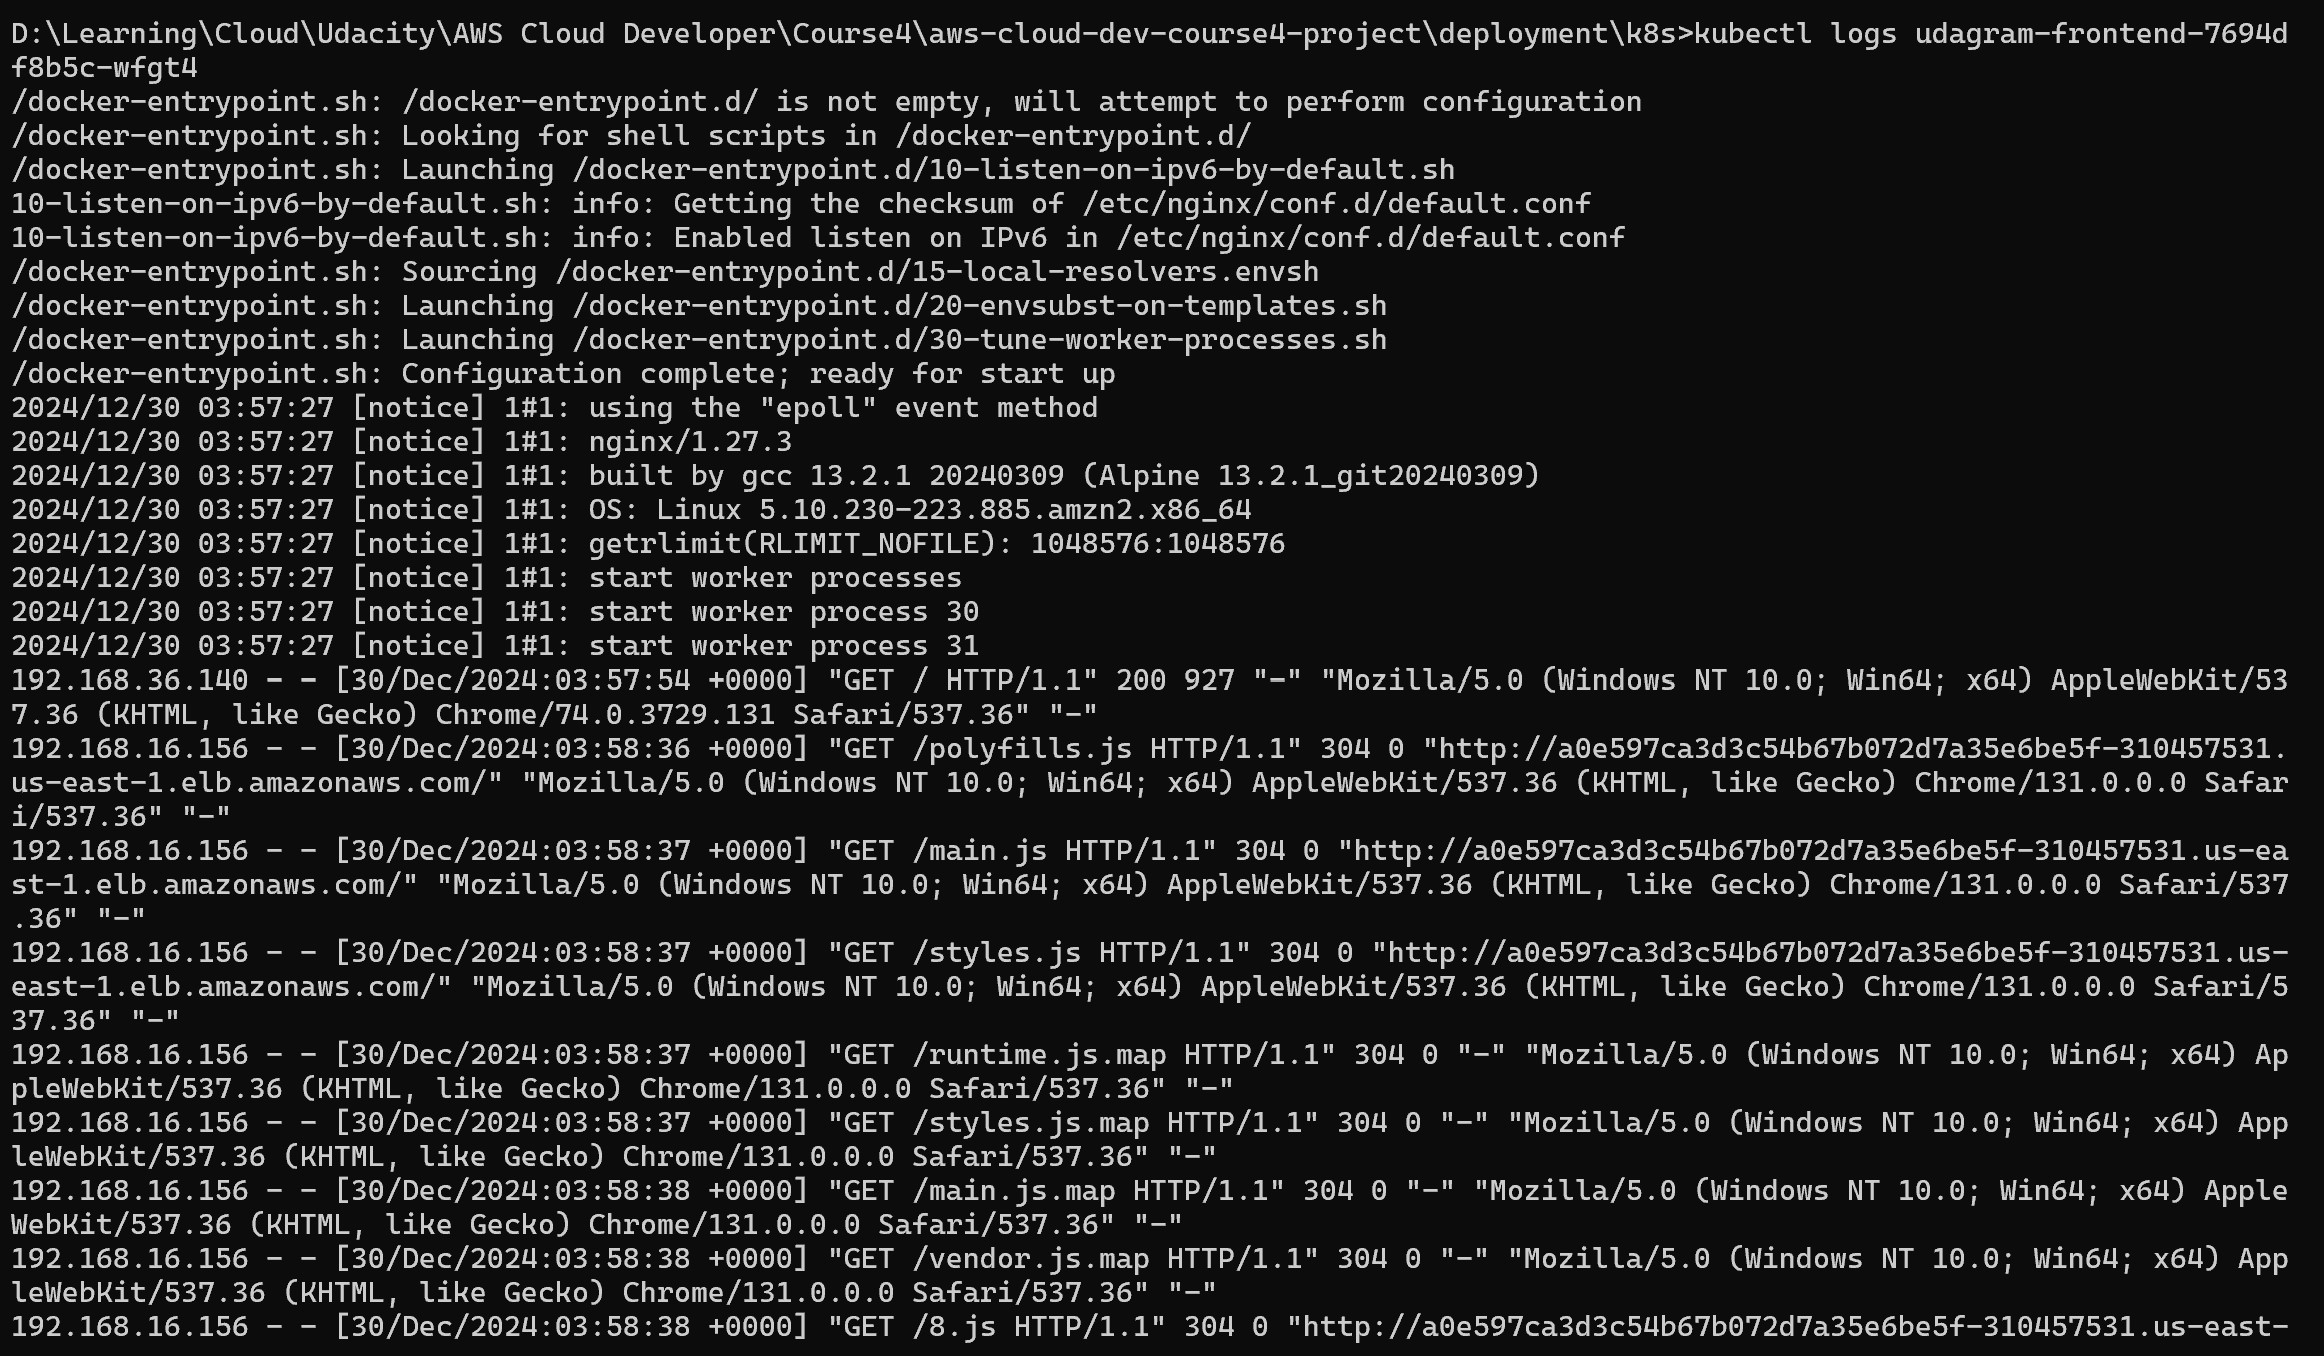 D:\Learning\Cloud\Udacity\AWS Cloud Developer\Course4\aws-cloud-dev-course4-project\deployment\k8s>kubectl logs udagram-frontend-7694d
f8b5c-wfgt4
/docker-entrypoint.sh: /docker-entrypoint.d/ is not empty, will attempt to perform configuration
/docker-entrypoint.sh: Looking for shell scripts in /docker-entrypoint.d/
/docker-entrypoint.sh: Launching /docker-entrypoint.d/10-listen-on-ipv6-by-default.sh
10-listen-on-ipv6-by-default.sh: info: Getting the checksum of /etc/nginx/conf.d/default.conf
10-listen-on-ipv6-by-default.sh: info: Enabled listen on IPv6 in /etc/nginx/conf.d/default.conf
/docker-entrypoint.sh: Sourcing /docker-entrypoint.d/15-local-resolvers.envsh
/docker-entrypoint.sh: Launching /docker-entrypoint.d/20-envsubst-on-templates.sh
/docker-entrypoint.sh: Launching /docker-entrypoint.d/30-tune-worker-processes.sh
/docker-entrypoint.sh: Configuration complete; ready for start up
2024/12/30 03:57:27 [notice] 1#1: using the "epoll" event method
2024/12/30 03:57:27 [notice] 1#1: nginx/1.27.3
2024/12/30 03:57:27 [notice] 1#1: built by gcc 13.2.1 20240309 (Alpine 13.2.1_git20240309)
2024/12/30 03:57:27 [notice] 1#1: OS: Linux 5.10.230-223.885.amzn2.x86_64
2024/12/30 03:57:27 [notice] 1#1: getrlimit(RLIMIT_NOFILE): 1048576:1048576
2024/12/30 03:57:27 [notice] 1#1: start worker processes
2024/12/30 03:57:27 [notice] 1#1: start worker process 30
2024/12/30 03:57:27 [notice] 1#1: start worker process 31
192.168.36.140 - - [30/Dec/2024:03:57:54 +0000] "GET / HTTP/1.1" 200 927 "-" "Mozilla/5.0 (Windows NT 10.0; Win64; x64) AppleWebKit/53
7.36 (KHTML, like Gecko) Chrome/74.0.3729.131 Safari/537.36" "-"
192.168.16.156 - - [30/Dec/2024:03:58:36 +0000] "GET /polyfills.js HTTP/1.1" 304 0 "http://a0e597ca3d3c54b67b072d7a35e6be5f-310457531.
us-east-1.elb.amazonaws.com/" "Mozilla/5.0 (Windows NT 10.0; Win64; x64) AppleWebKit/537.36 (KHTML, like Gecko) Chrome/131.0.0.0 Safar
i/537.36" "-"
192.168.16.156 - - [30/Dec/2024:03:58:37 +0000] "GET /main.js HTTP/1.1" 304 0 "http://a0e597ca3d3c54b67b072d7a35e6be5f-310457531.us-ea
st-1.elb.amazonaws.com/" "Mozilla/5.0 (Windows NT 10.0; Win64; x64) AppleWebKit/537.36 (KHTML, like Gecko) Chrome/131.0.0.0 Safari/537
.36" "-"
192.168.16.156 - - [30/Dec/2024:03:58:37 +0000] "GET /styles.js HTTP/1.1" 304 0 "http://a0e597ca3d3c54b67b072d7a35e6be5f-310457531.us-
east-1.elb.amazonaws.com/" "Mozilla/5.0 (Windows NT 10.0; Win64; x64) AppleWebKit/537.36 (KHTML, like Gecko) Chrome/131.0.0.0 Safari/5
37.36" "-"
192.168.16.156 - - [30/Dec/2024:03:58:37 +0000] "GET /runtime.js.map HTTP/1.1" 304 0 "-" "Mozilla/5.0 (Windows NT 10.0; Win64; x64) Ap
pleWebKit/537.36 (KHTML, like Gecko) Chrome/131.0.0.0 Safari/537.36" "-"
192.168.16.156 - - [30/Dec/2024:03:58:37 +0000] "GET /styles.js.map HTTP/1.1" 304 0 "-" "Mozilla/5.0 (Windows NT 10.0; Win64; x64) App
leWebKit/537.36 (KHTML, like Gecko) Chrome/131.0.0.0 Safari/537.36" "-"
192.168.16.156 - - [30/Dec/2024:03:58:38 +0000] "GET /main.js.map HTTP/1.1" 304 0 "-" "Mozilla/5.0 (Windows NT 10.0; Win64; x64) Apple
WebKit/537.36 (KHTML, like Gecko) Chrome/131.0.0.0 Safari/537.36" "-"
192.168.16.156 - - [30/Dec/2024:03:58:38 +0000] "GET /vendor.js.map HTTP/1.1" 304 0 "-" "Mozilla/5.0 (Windows NT 10.0; Win64; x64) App
leWebKit/537.36 (KHTML, like Gecko) Chrome/131.0.0.0 Safari/537.36" "-"
192.168.16.156 - - [30/Dec/2024:03:58:38 +0000] "GET /8.js HTTP/1.1" 304 0 "http://a0e597ca3d3c54b67b072d7a35e6be5f-310457531.us-east-